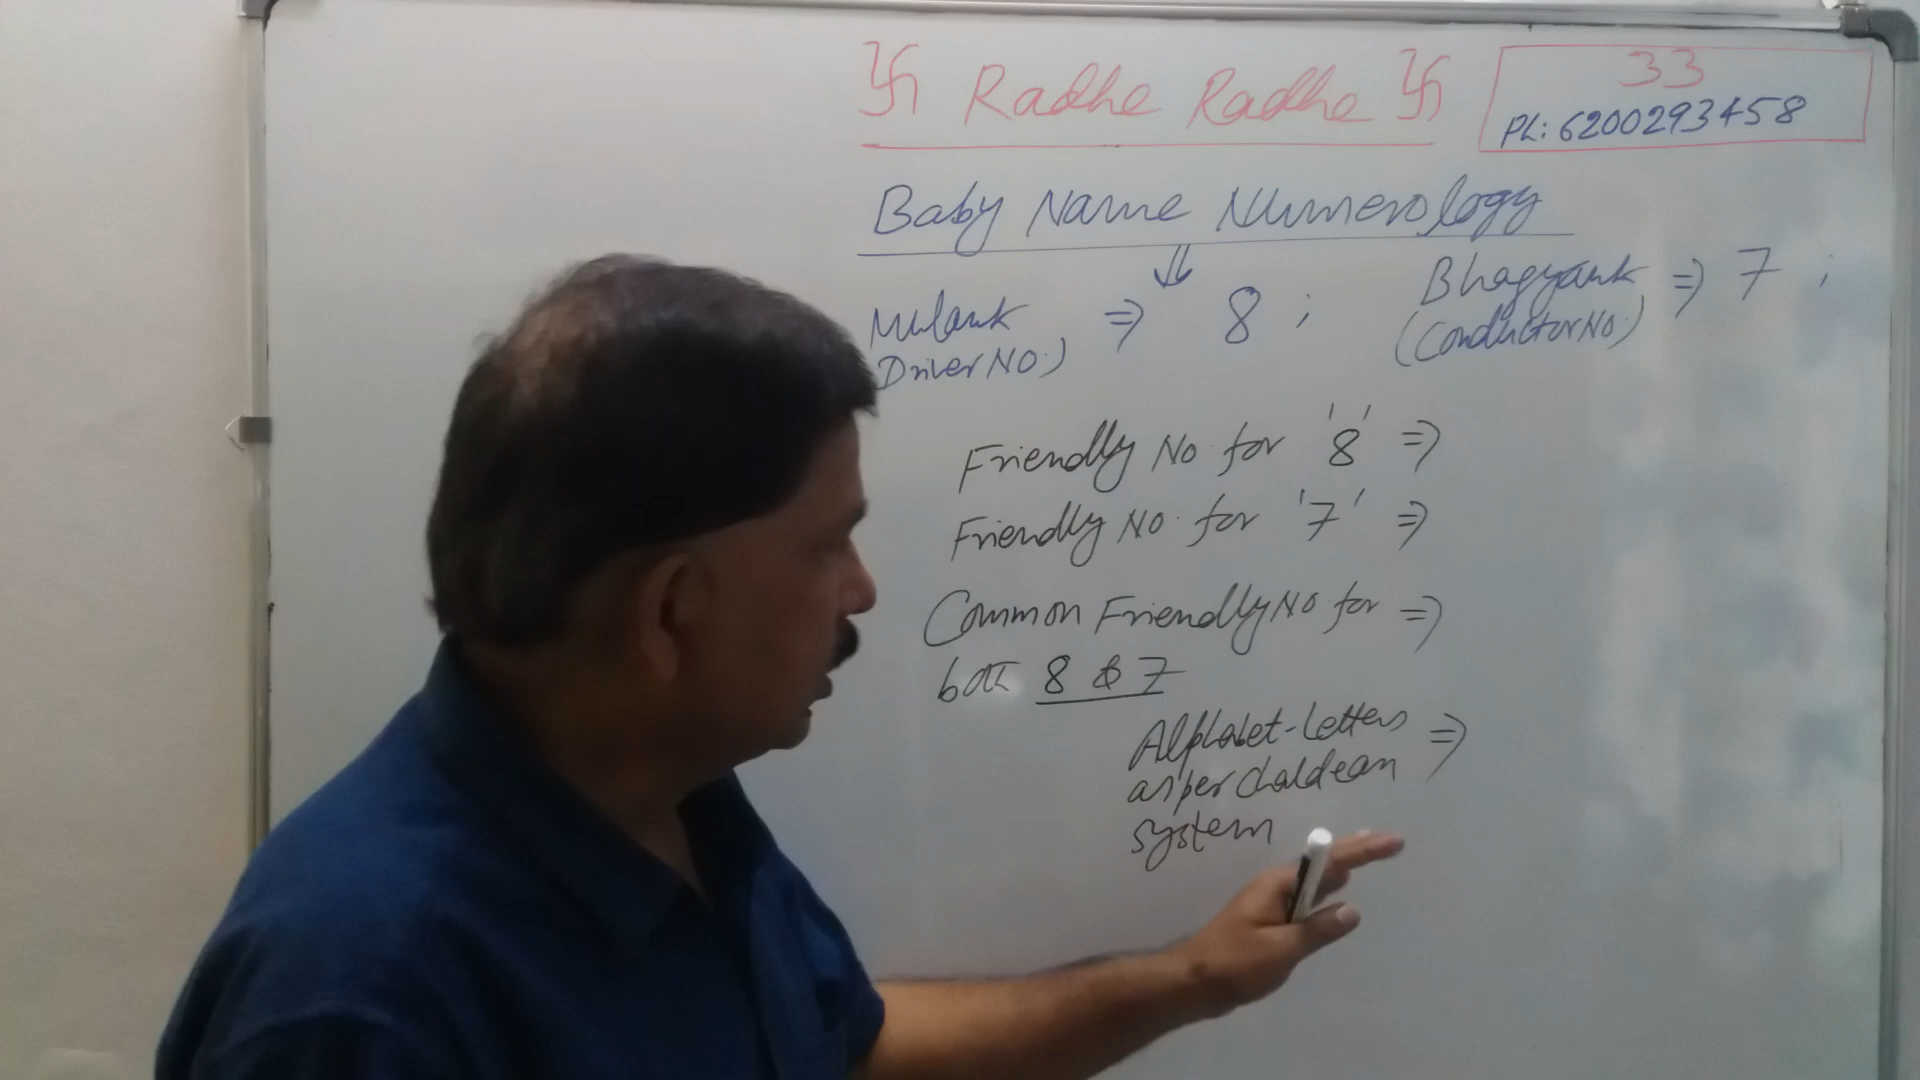 卐 Radhe Radhe 卐
33
Ph: 6200293458
Baby Name Numerology
⇓
Mulank ⇒ 8 ;
Driver No.)
Bhagyank ⇒ 7 ;
(Conductor No.)
Friendly No. for '8' ⇒
Friendly No. for '7' ⇒
Common Friendly No for ⇒
both 8 & 7
Alphabet-Letters ⇒
as per chaldean
system